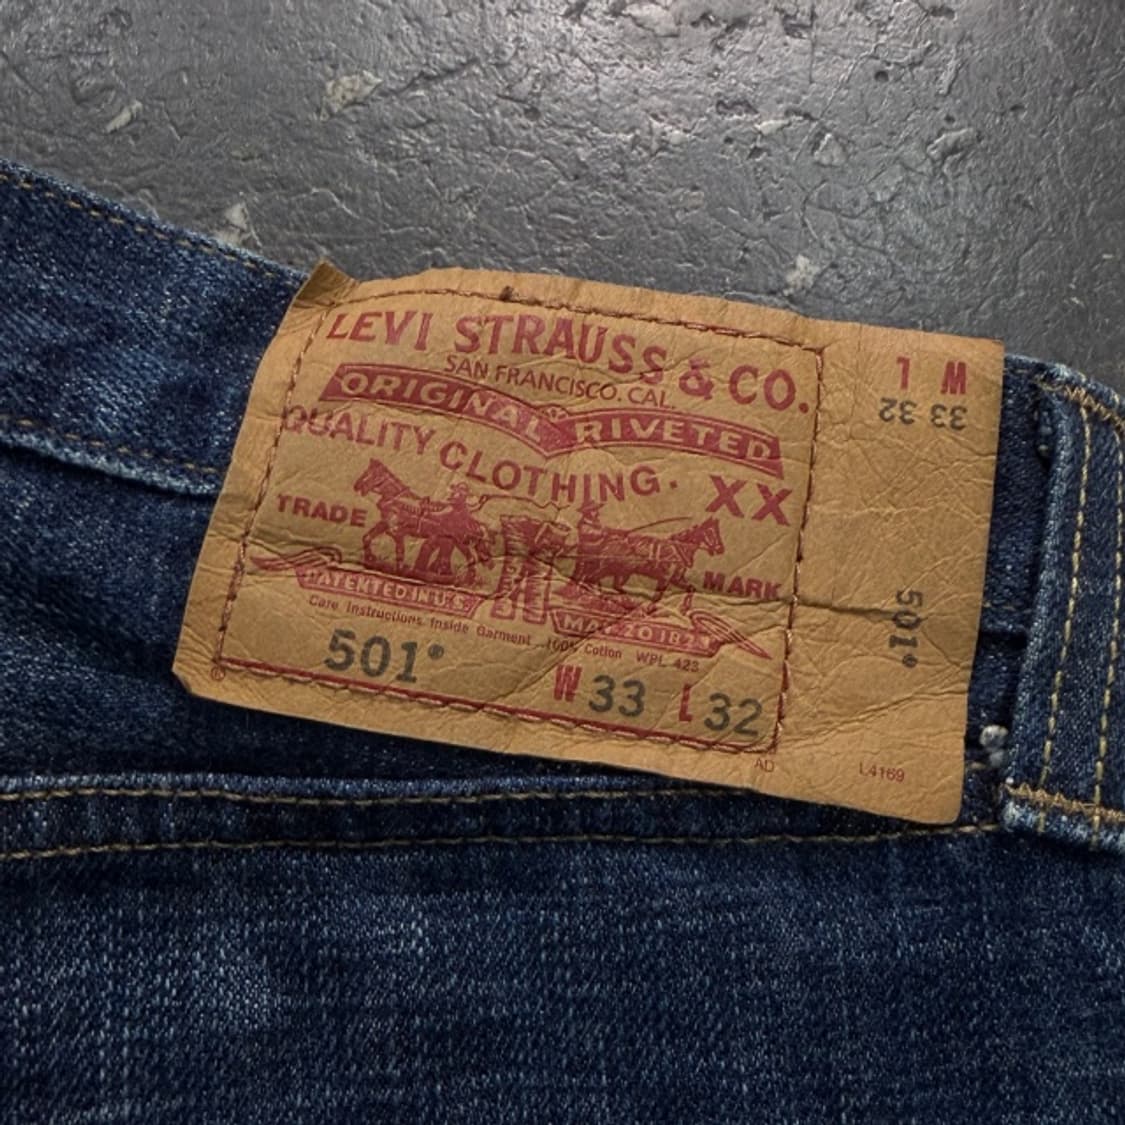 LEVI STRAUSS & CO.
SAN FRANCISCO. CAL.
ORIGINAL RIVETED
QUALITY CLOTHING. XX
TRADE MARK
PATENTED IN U.S. MAY 20 1873
Care Instructions Inside Garment 100% Cotton WPL 423
501®
W 33 L 32
®
AD
W L
33 32
501®
L4169